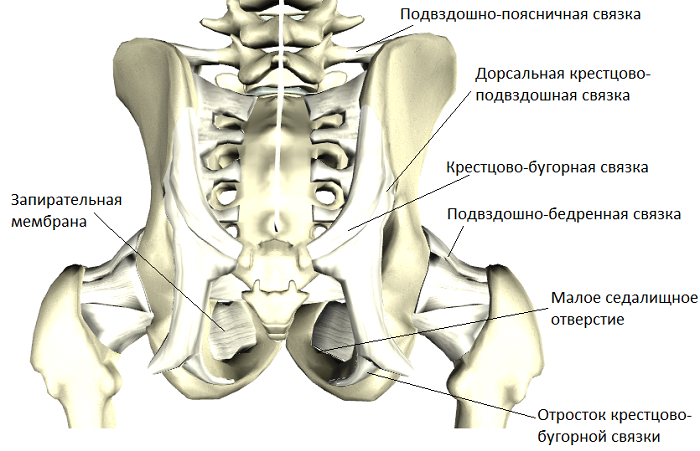 Подвздошно-поясничная связка
Дорсальная крестцово-
подвздошная связка
Крестцово-бугорная связка
Запирательная
мембрана
Подвздошно-бедренная связка
Малое седалищное
отверстие
Отросток крестцово-
бугорной связки